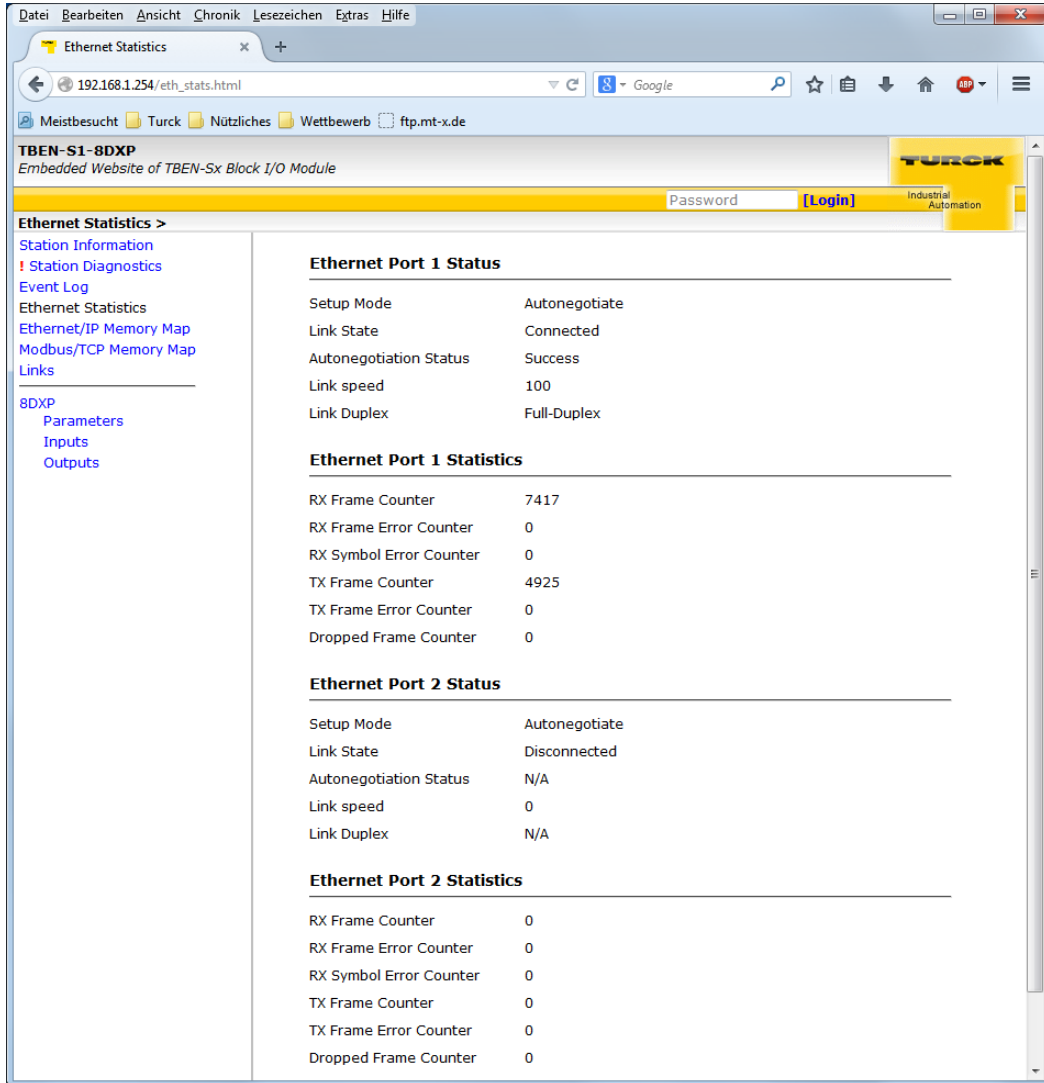 Datei Bearbeiten Ansicht Chronik Lesezeichen Extras Hilfe
Ethernet Statistics
192.168.1.254/eth_stats.html
8 Google
ABP
Meistbesucht Turck Nützliches Wettbewerb ftp.mt-x.de
TBEN-S1-8DXP
Embedded Website of TBEN-Sx Block I/O Module
TURCK
Industrial
Automation
Password [Login]
Ethernet Statistics >
Station Information
! Station Diagnostics
Event Log
Ethernet Statistics
Ethernet/IP Memory Map
Modbus/TCP Memory Map
Links
8DXP
Parameters
Inputs
Outputs
Ethernet Port 1 Status
Setup Mode Autonegotiate
Link State Connected
Autonegotiation Status Success
Link speed 100
Link Duplex Full-Duplex
Ethernet Port 1 Statistics
RX Frame Counter 7417
RX Frame Error Counter 0
RX Symbol Error Counter 0
TX Frame Counter 4925
TX Frame Error Counter 0
Dropped Frame Counter 0
Ethernet Port 2 Status
Setup Mode Autonegotiate
Link State Disconnected
Autonegotiation Status N/A
Link speed 0
Link Duplex N/A
Ethernet Port 2 Statistics
RX Frame Counter 0
RX Frame Error Counter 0
RX Symbol Error Counter 0
TX Frame Counter 0
TX Frame Error Counter 0
Dropped Frame Counter 0